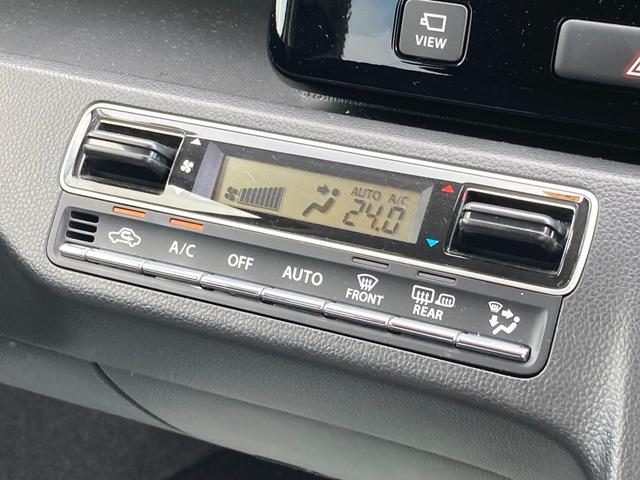 VIEW
AUTO A/C
24.0
A/C
OFF
AUTO
FRONT
REAR